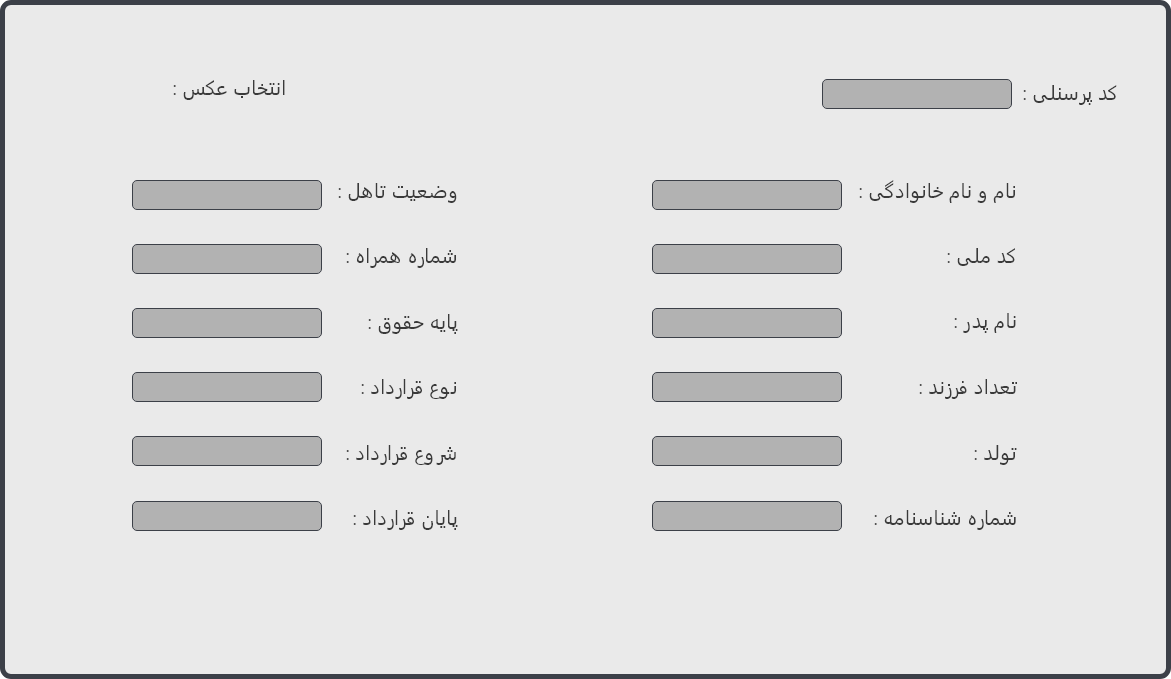 کد پرسنلی :
انتخاب عکس :
نام و نام خانوادگی :
وضعیت تاهل :
کد ملی :
شماره همراه :
نام پدر :
پایه حقوق :
تعداد فرزند :
نوع قرارداد :
تولد :
شروع قرارداد :
شماره شناسنامه :
پایان قرارداد :